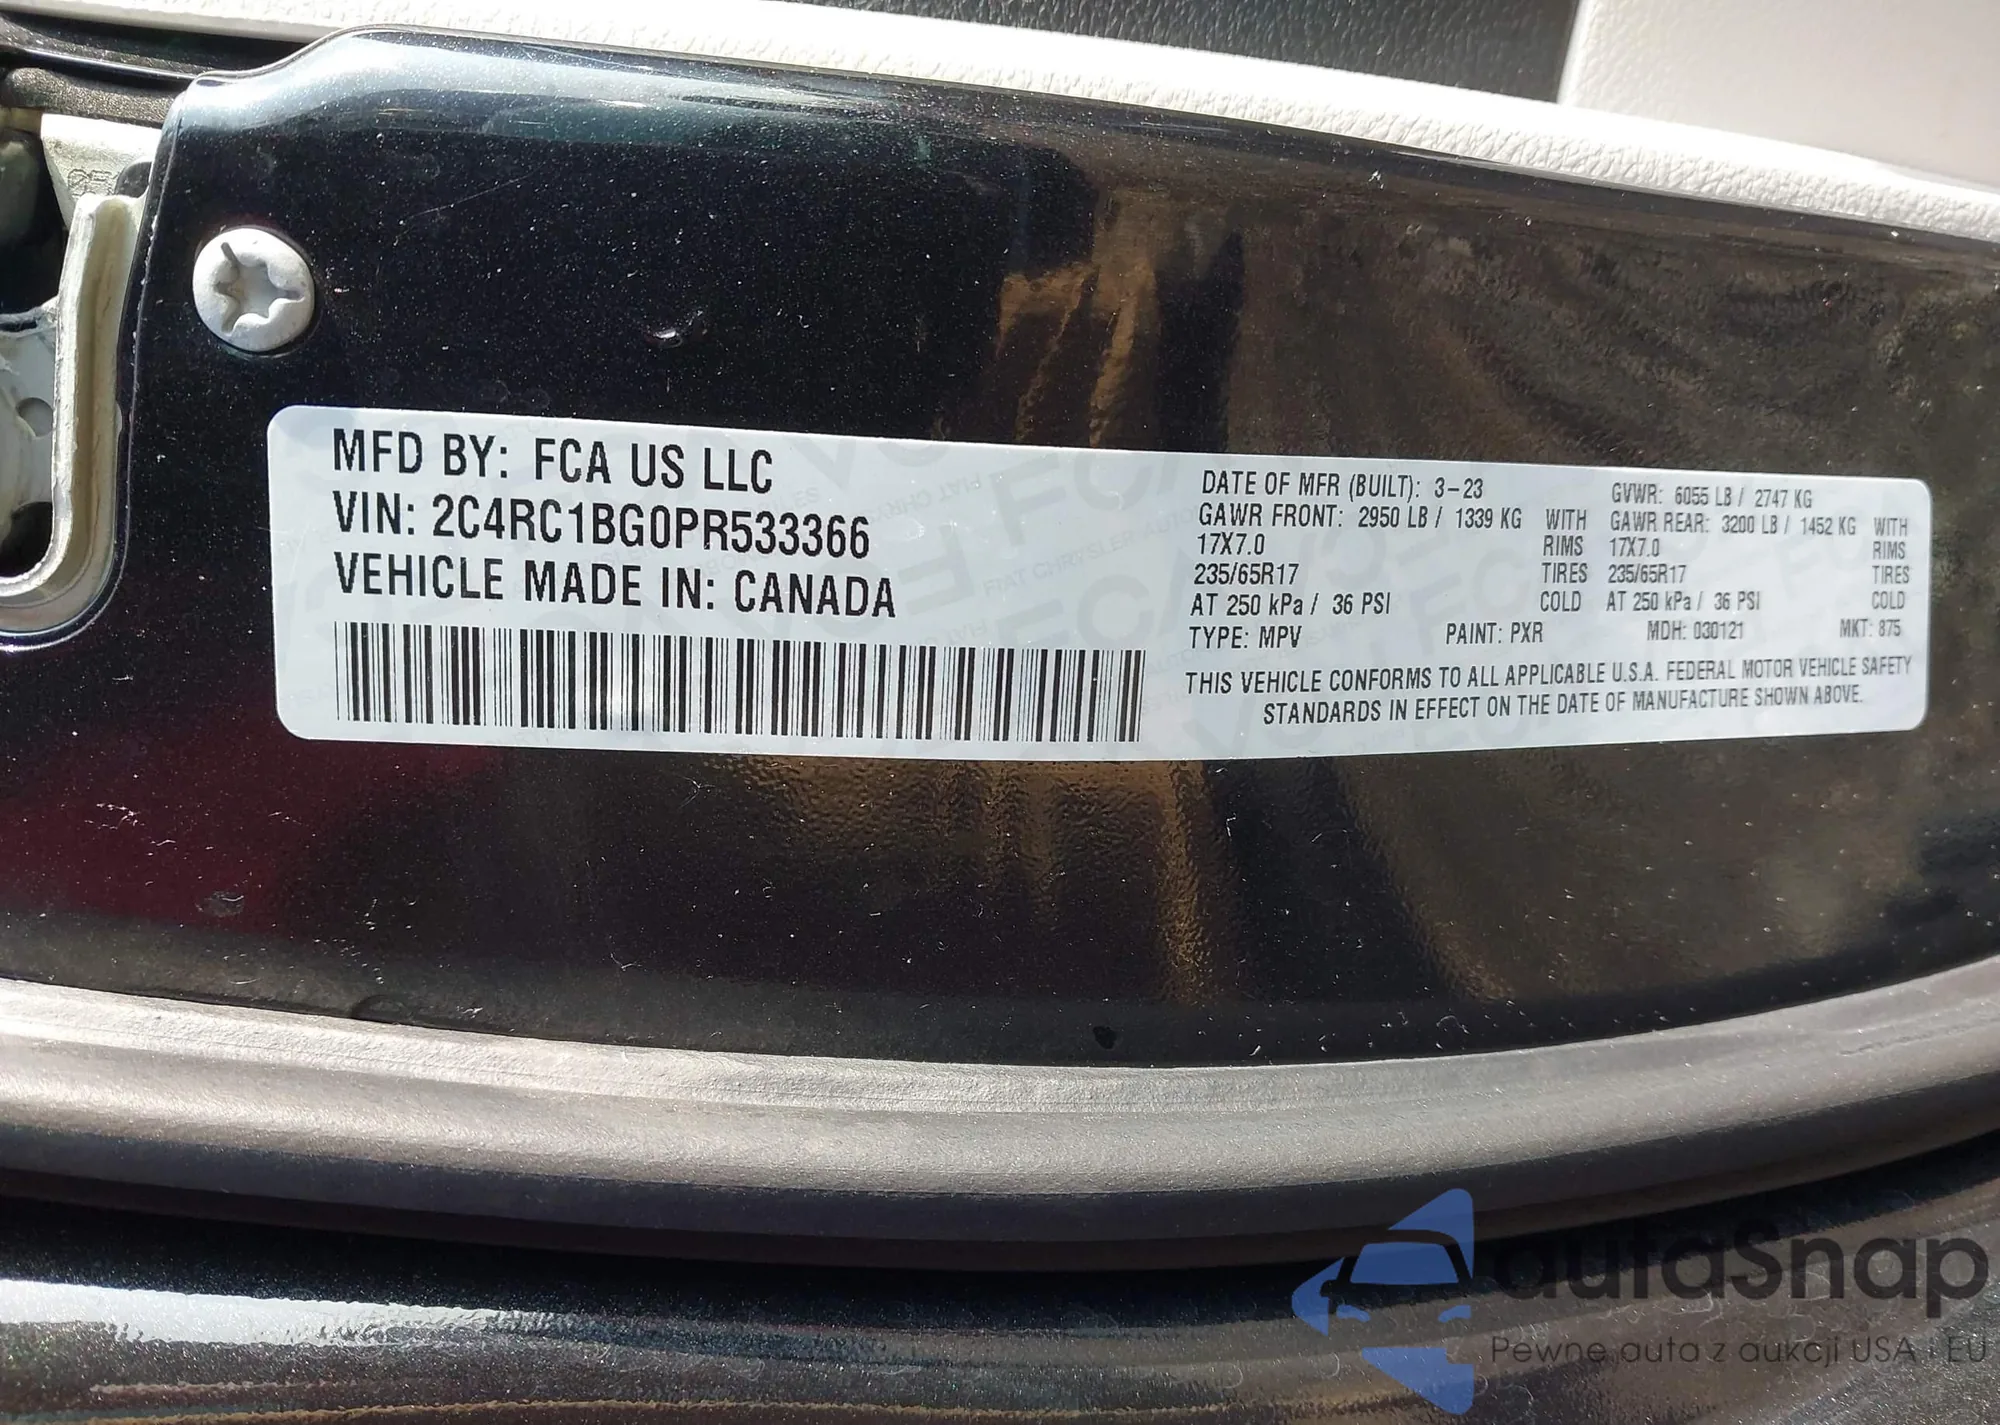 MFD BY: FCA US LLC
VIN: 2C4RC1BG0PR533366
VEHICLE MADE IN: CANADA
DATE OF MFR (BUILT): 3-23 GVWR: 6055 LB / 2747 KG
GAWR FRONT: 2950 LB / 1339 KG WITH GAWR REAR: 3200 LB / 1452 KG WITH
17X7.0 RIMS 17X7.0 RIMS
235/65R17 TIRES 235/65R17 TIRES
AT 250 kPa / 36 PSI COLD AT 250 kPa / 36 PSI COLD
TYPE: MPV PAINT: PXR MDH: 030121 MKT: 875
THIS VEHICLE CONFORMS TO ALL APPLICABLE U.S.A. FEDERAL MOTOR VEHICLE SAFETY
STANDARDS IN EFFECT ON THE DATE OF MANUFACTURE SHOWN ABOVE.
autaSnap
Pewne auta z aukcji USA i EU